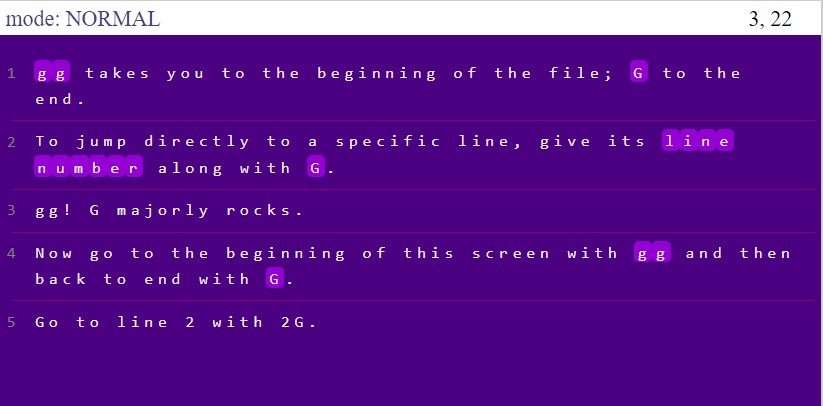 mode: NORMAL 3, 22
1 gg takes you to the beginning of the file; G to the
end.
2 To jump directly to a specific line, give its line
number along with G.
3 gg! G majorly rocks.
4 Now go to the beginning of this screen with gg and then
back to end with G.
5 Go to line 2 with 2G.